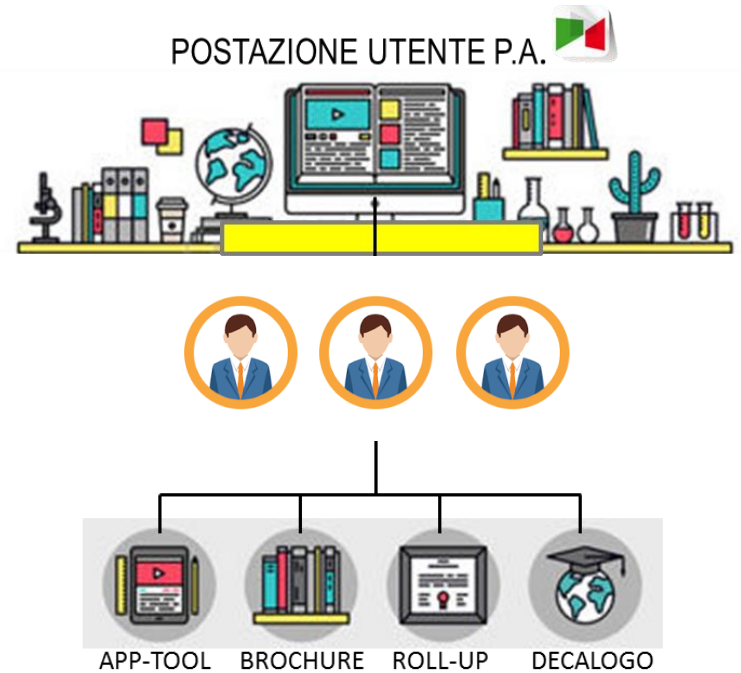 POSTAZIONE UTENTE P.A.
APP-TOOL
BROCHURE
ROLL-UP
DECALOGO